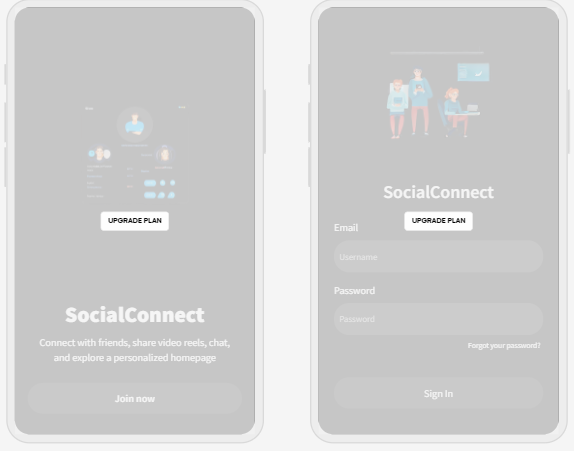 UPGRADE PLAN
SocialConnect
Connect with friends, share video reels, chat,
and explore a personalized homepage
Join now
SocialConnect
UPGRADE PLAN
Email
Username
Password
Password
Forgot your password?
Sign In